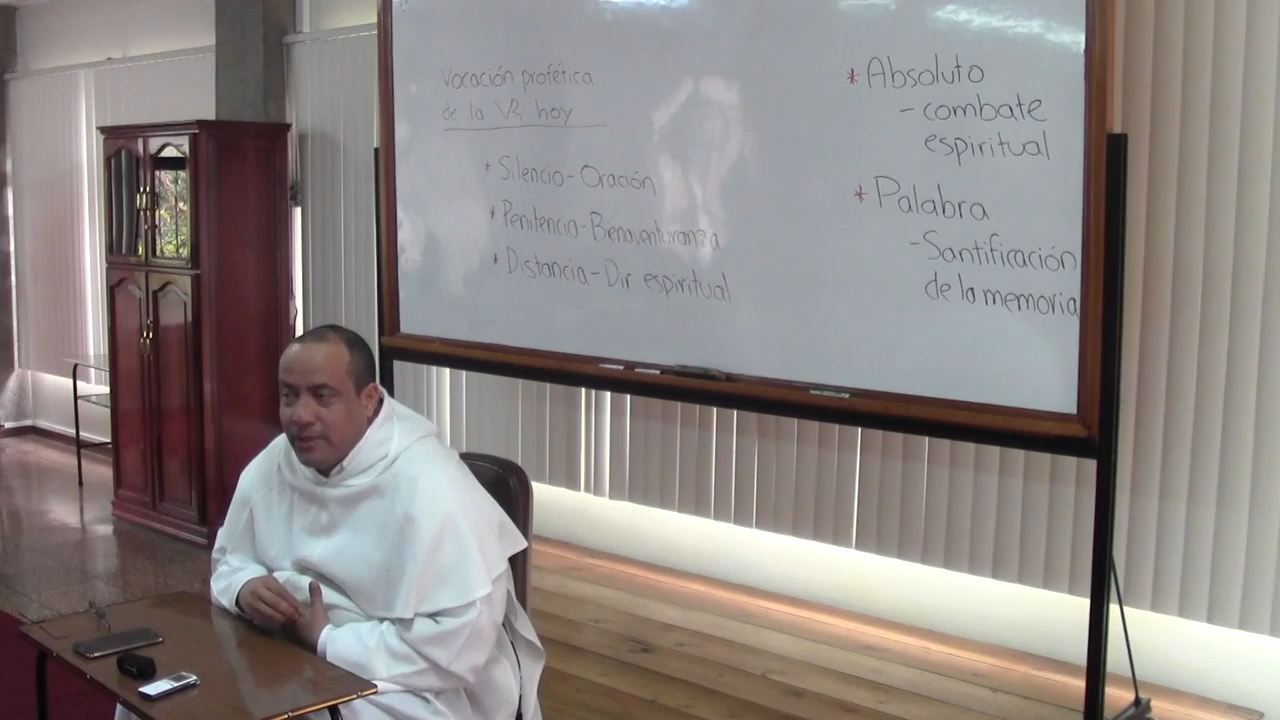 Vocación profética
de la VR hoy
* Silencio - Oración
* Penitencia - Benaventuranza
* Distancia - Dir espiritual
* Absoluto
- combate
espiritual
* Palabra
- Santificación
de la memoria